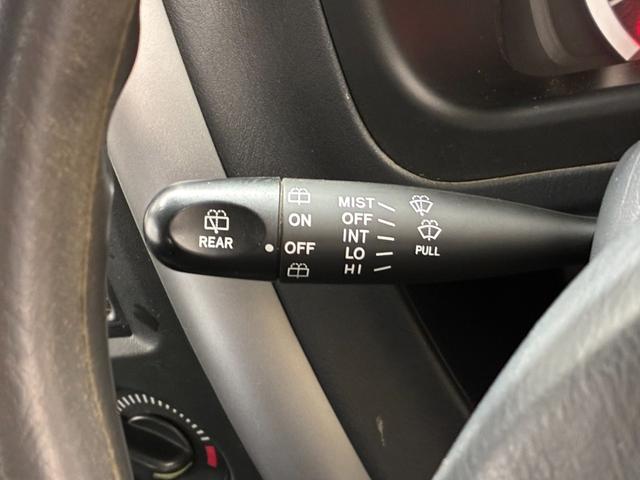 REAR
ON
OFF
MIST
OFF
INT
LO
HI
PULL